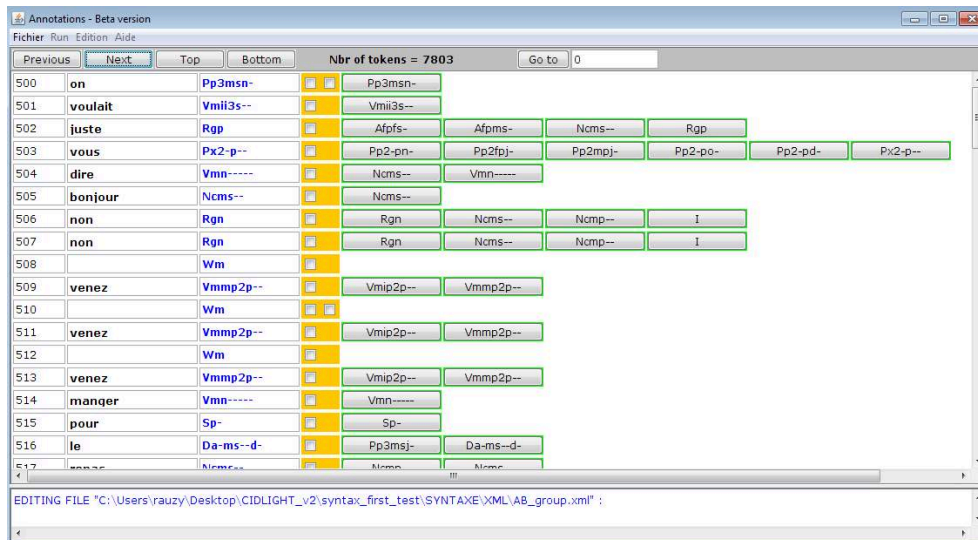 Annotations - Beta version
Fichier Run Edition Aide
Previous Next Top Bottom Nbr of tokens = 7803 Go to 0
500 on Pp3msn- Pp3msn-
501 voulait Vmii3s-- Vmii3s--
502 juste Rgp Afpfs- Afpms- Ncms-- Rgp
503 vous Px2-p-- Pp2-pn- Pp2fpj- Pp2mpj- Pp2-po- Pp2-pd- Px2-p--
504 dire Vmn----- Ncms-- Vmn-----
505 bonjour Ncms-- Ncms--
506 non Rgn Rgn Ncms-- Ncmp-- I
507 non Rgn Rgn Ncms-- Ncmp-- I
508 Wm
509 venez Vmmp2p-- Vmip2p-- Vmmp2p--
510 Wm
511 venez Vmmp2p-- Vmip2p-- Vmmp2p--
512 Wm
513 venez Vmmp2p-- Vmip2p-- Vmmp2p--
514 manger Vmn----- Vmn-----
515 pour Sp- Sp-
516 le Da-ms--d- Pp3msj- Da-ms--d-
517 repas Ncms--
EDITING FILE "C:\Users\rauzy\Desktop\CIDLIGHT_v2\syntax_first_test\SYNTAXE\XML\AB_group.xml" :